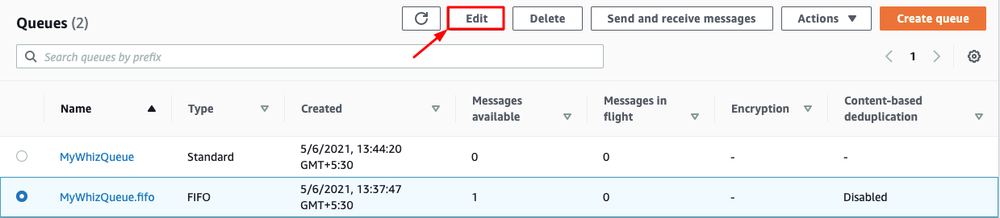 Queues (2)
Edit
Delete
Send and receive messages
Actions
Create queue
Search queues by prefix
1
Name
Type
Created
Messages
available
Messages in
flight
Encryption
Content-based
deduplication
MyWhizQueue
Standard
5/6/2021, 13:44:20
GMT+5:30
0
0
-
-
MyWhizQueue.fifo
FIFO
5/6/2021, 13:37:47
GMT+5:30
1
0
-
Disabled